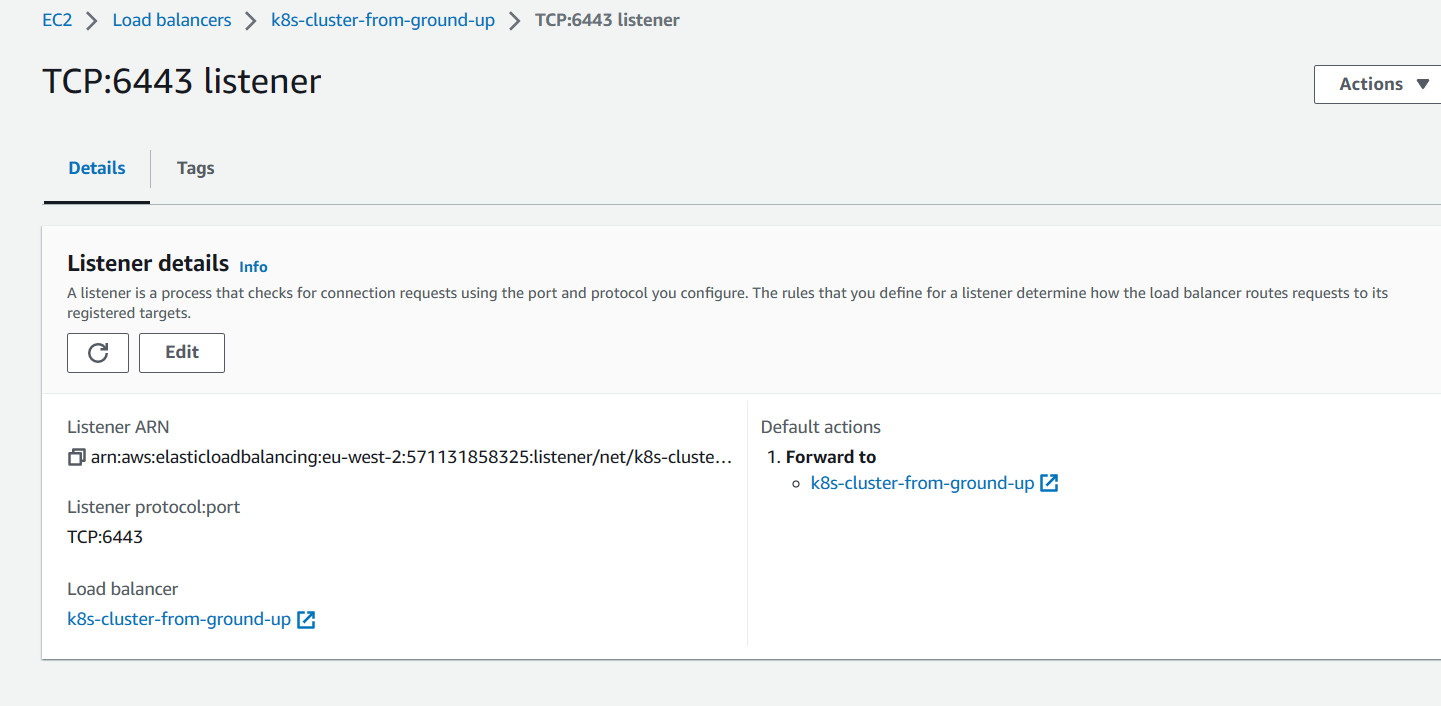 EC2 > Load balancers > k8s-cluster-from-ground-up > TCP:6443 listener
TCP:6443 listener
Actions ▼
Details
Tags
Listener details Info
A listener is a process that checks for connection requests using the port and protocol you configure. The rules that you define for a listener determine how the load balancer routes requests to its
registered targets.
Edit
Listener ARN
arn:aws:elasticloadbalancing:eu-west-2:571131858325:listener/net/k8s-cluste...
Listener protocol:port
TCP:6443
Load balancer
k8s-cluster-from-ground-up
Default actions
1. Forward to
k8s-cluster-from-ground-up